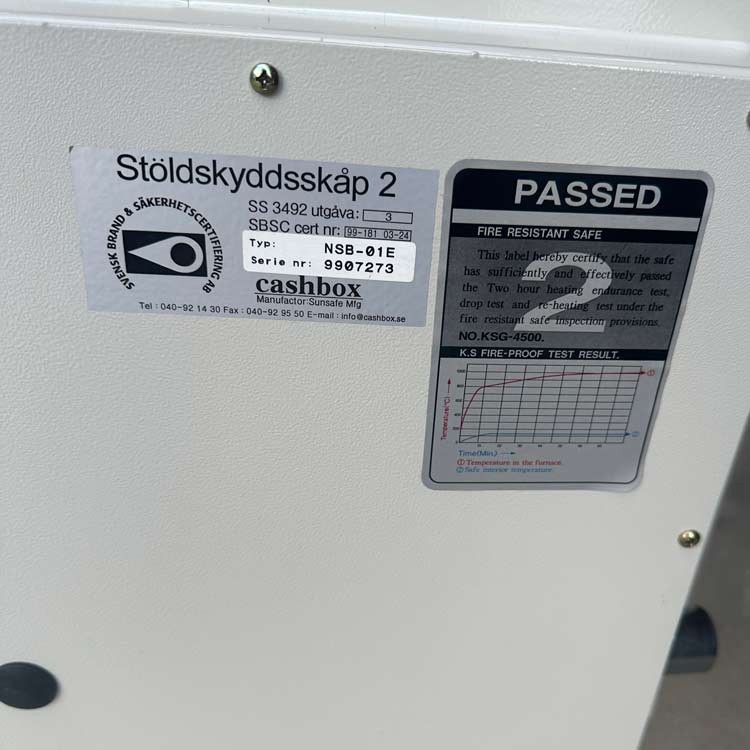 Stöldskyddsskåp 2
SVENSK BRAND & SÄKERHETSCERTIFIERING AB
SS 3492 utgåva: 3
SBSC cert nr: 99-181 03-24
Typ: NSB-01E
Serie nr: 9907273
cashbox
Manufactor:Sunsafe Mfg
Tel : 040-92 14 30 Fax : 040-92 95 50 E-mail : info@cashbox.se
PASSED
FIRE RESISTANT SAFE
2
This label hereby certify that the safe
has sufficiently and effectively passed
the Two hour heating endurance test,
drop test and re-heating test under the
fire resistant safe inspection provisions.
NO.KSG-4500.
K.S FIRE-PROOF TEST RESULT.
Temperature(℃)
Time(Min.)
① Temperature in the Furnace.
② Safe interior temperature.